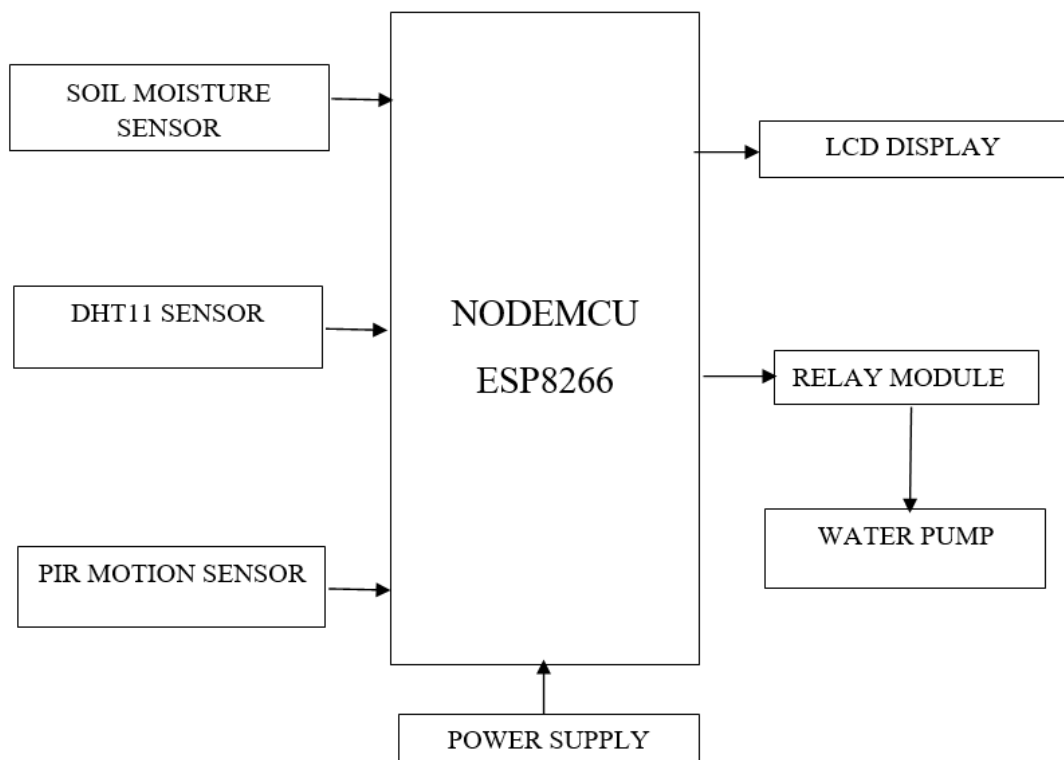 SOIL MOISTURE
SENSOR
LCD DISPLAY
DHT11 SENSOR
NODEMCU
ESP8266
RELAY MODULE
WATER PUMP
PIR MOTION SENSOR
POWER SUPPLY